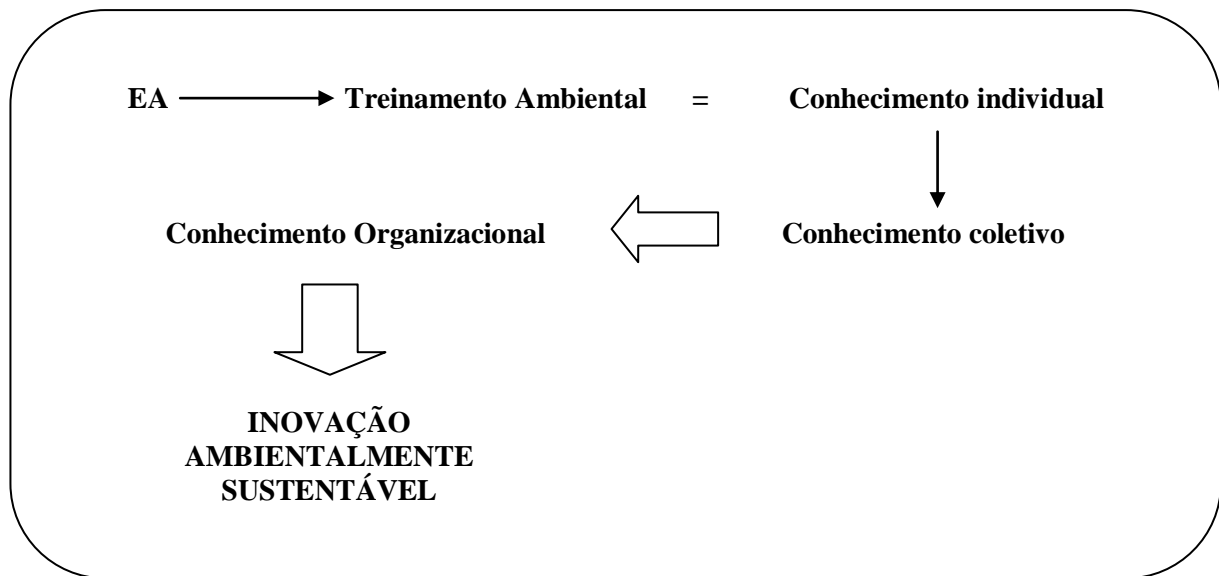 EA Treinamento Ambiental = Conhecimento individual
Conhecimento Organizacional Conhecimento coletivo
INOVAÇÃO
AMBIENTALMENTE
SUSTENTÁVEL